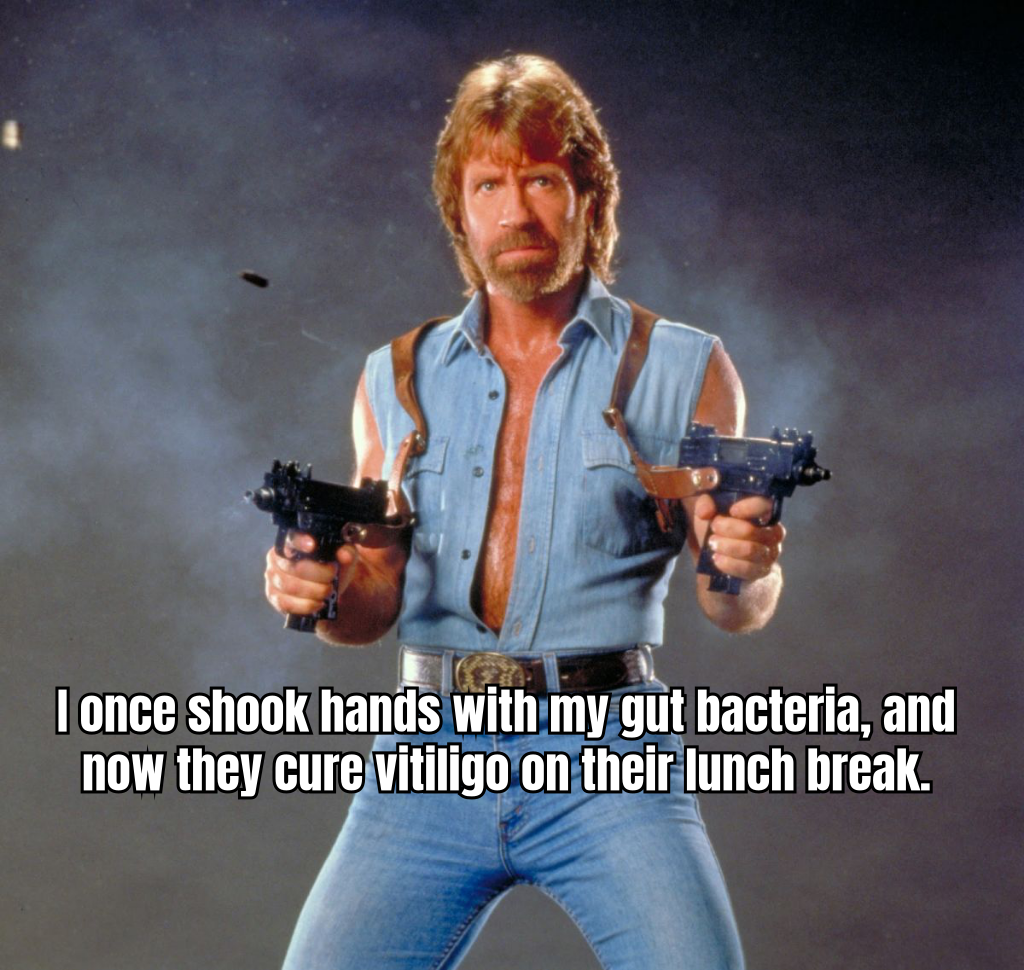 I once shook hands with my gut bacteria, and
now they cure vitiligo on their lunch break.